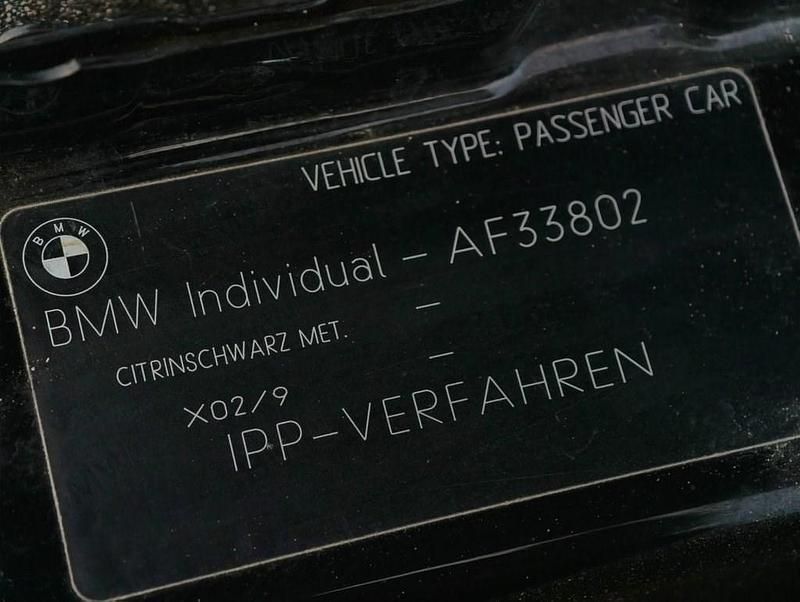 VEHICLE TYPE: PASSENGER CAR
BMW
BMW Individual – AF33802
CITRINSCHWARZ MET. –
X02/9 –
IPP-VERFAHREN